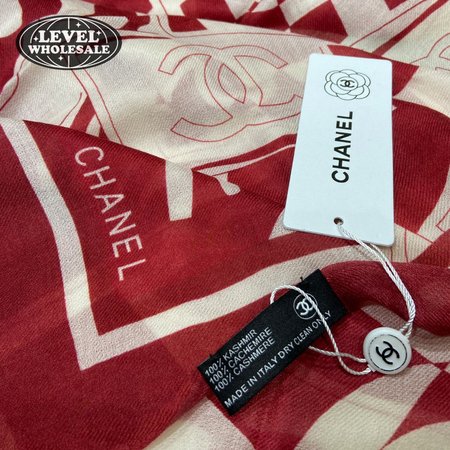 LEVEL
WHOLESALE
CHANEL
CHANEL
100% KASHMIR
100% CACHEMIRE
100% CASHMERE
MADE IN ITALY DRY CLEAN ONLY